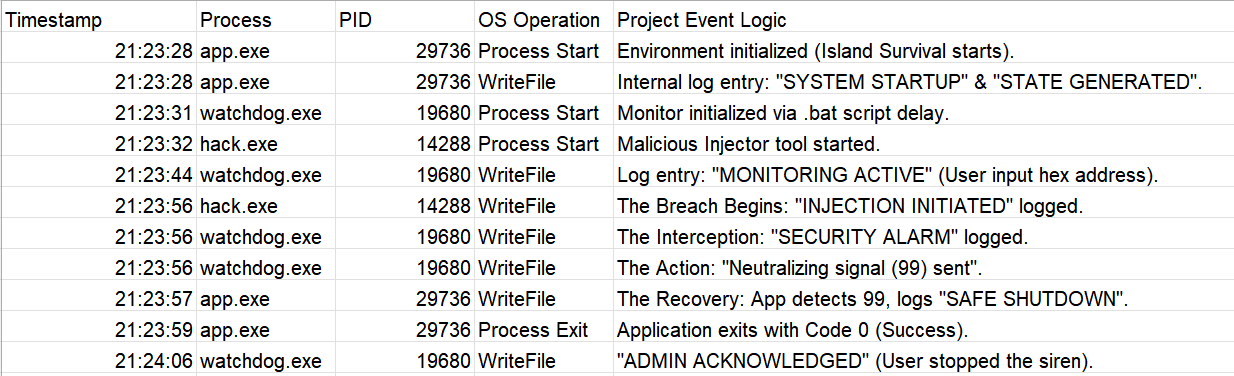 Timestamp Process PID OS Operation Project Event Logic
21:23:28 app.exe 29736 Process Start Environment initialized (Island Survival starts).
21:23:28 app.exe 29736 WriteFile Internal log entry: "SYSTEM STARTUP" & "STATE GENERATED".
21:23:31 watchdog.exe 19680 Process Start Monitor initialized via .bat script delay.
21:23:32 hack.exe 14288 Process Start Malicious Injector tool started.
21:23:44 watchdog.exe 19680 WriteFile Log entry: "MONITORING ACTIVE" (User input hex address).
21:23:56 hack.exe 14288 WriteFile The Breach Begins: "INJECTION INITIATED" logged.
21:23:56 watchdog.exe 19680 WriteFile The Interception: "SECURITY ALARM" logged.
21:23:56 watchdog.exe 19680 WriteFile The Action: "Neutralizing signal (99) sent".
21:23:57 app.exe 29736 WriteFile The Recovery: App detects 99, logs "SAFE SHUTDOWN".
21:23:59 app.exe 29736 Process Exit Application exits with Code 0 (Success).
21:24:06 watchdog.exe 19680 WriteFile "ADMIN ACKNOWLEDGED" (User stopped the siren).